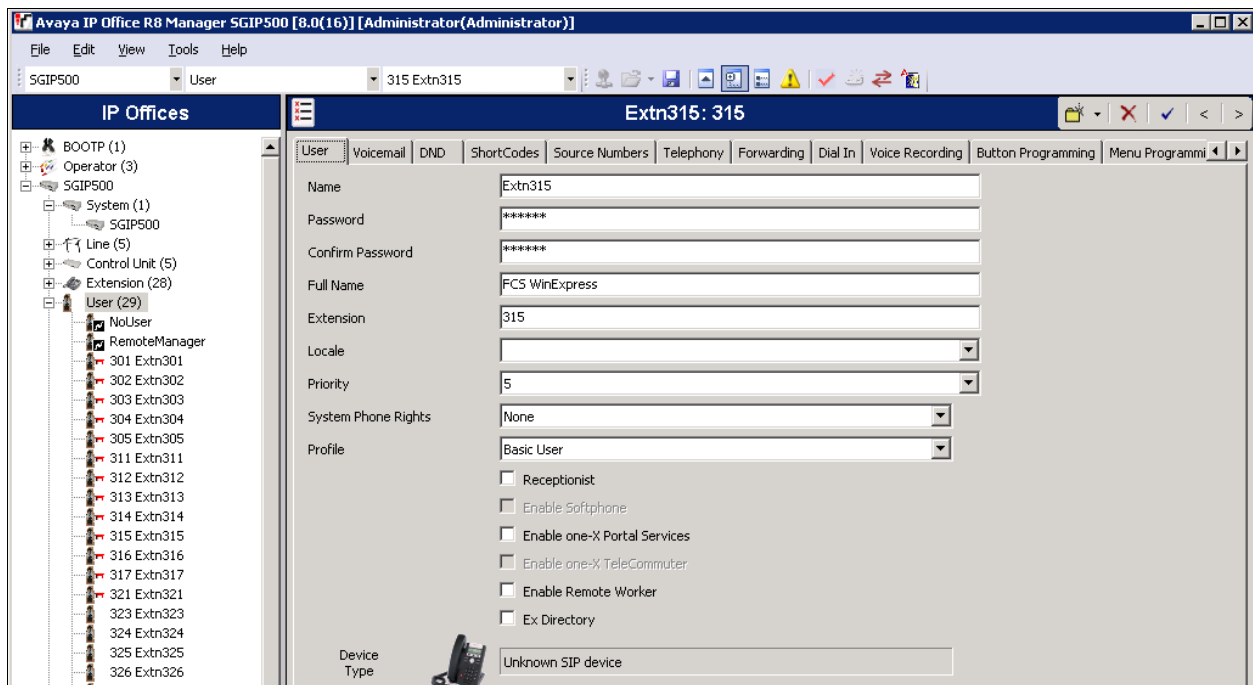 Avaya IP Office R8 Manager SGIP500 [8.0(16)] [Administrator(Administrator)]
File Edit View Tools Help
SGIP500 User 315 Extn315
IP Offices
BOOTP (1)
Operator (3)
SGIP500
System (1)
SGIP500
Line (5)
Control Unit (5)
Extension (28)
User (29)
NoUser
RemoteManager
301 Extn301
302 Extn302
303 Extn303
304 Extn304
305 Extn305
311 Extn311
312 Extn312
313 Extn313
314 Extn314
315 Extn315
316 Extn316
317 Extn317
321 Extn321
323 Extn323
324 Extn324
325 Extn325
326 Extn326
Extn315: 315
User Voicemail DND ShortCodes Source Numbers Telephony Forwarding Dial In Voice Recording Button Programming Menu Programmi
Name Extn315
Password ******
Confirm Password ******
Full Name FCS WinExpress
Extension 315
Locale
Priority 5
System Phone Rights None
Profile Basic User
Receptionist
Enable Softphone
Enable one-X Portal Services
Enable one-X TeleCommuter
Enable Remote Worker
Ex Directory
Device
Type Unknown SIP device